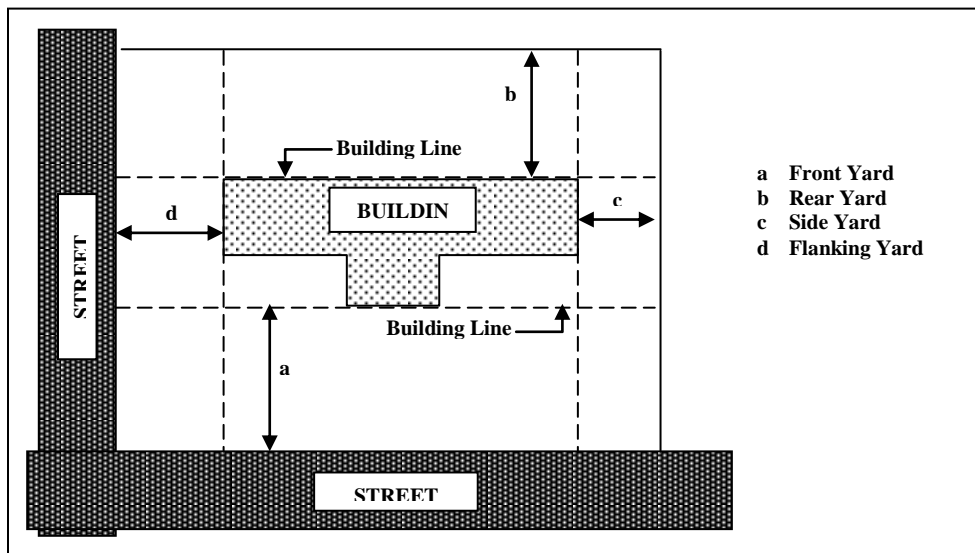 b
Building Line
a Front Yard
b Rear Yard
c Side Yard
d Flanking Yard
BUILDIN
c
d
STREET
Building Line
a
STREET